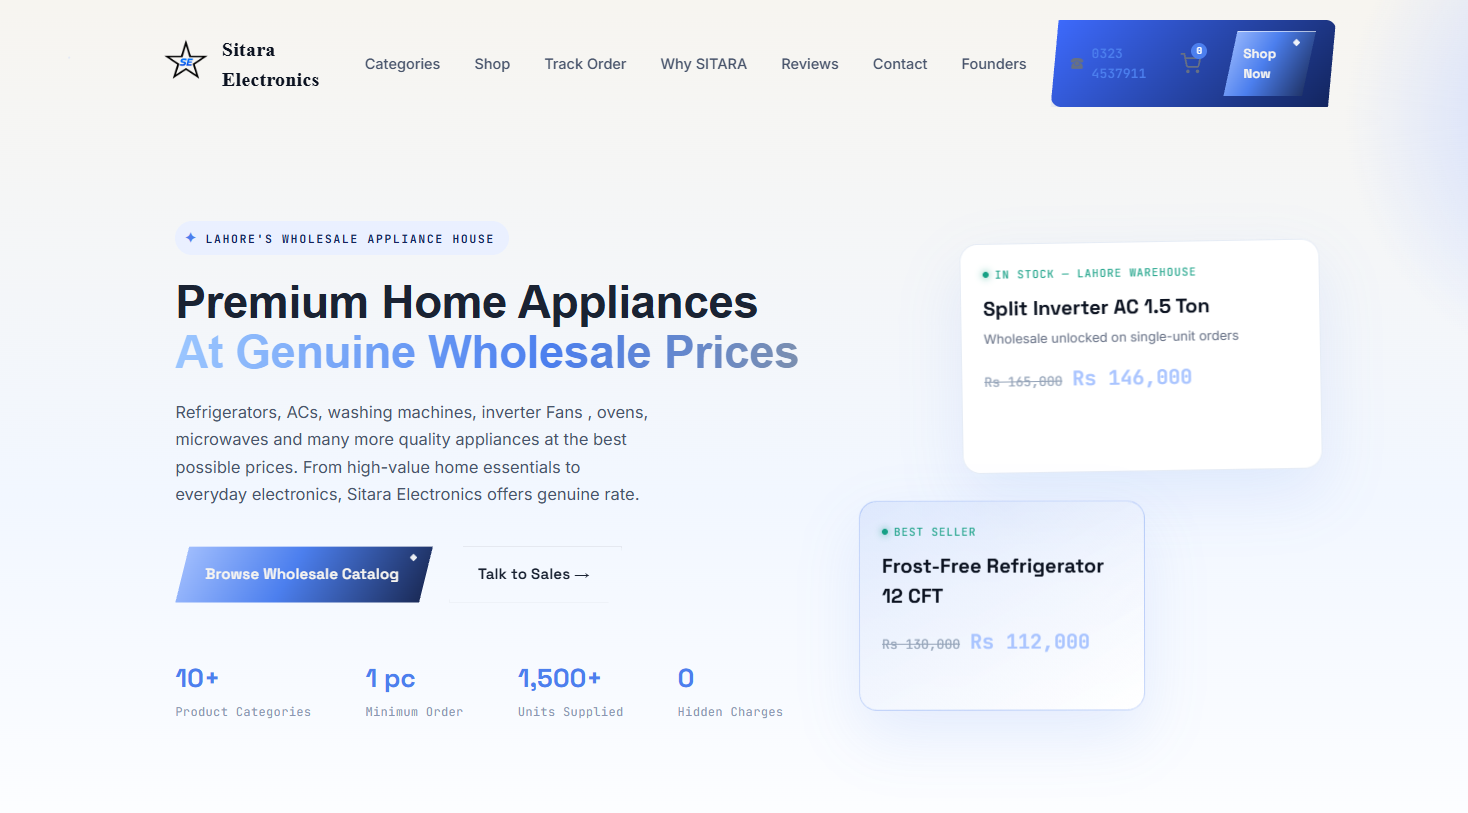 SE
Sitara
Electronics
Categories
Shop
Track Order
Why SITARA
Reviews
Contact
Founders
0323
4537911
0
Shop
Now
LAHORE'S WHOLESALE APPLIANCE HOUSE
Premium Home Appliances
At Genuine Wholesale Prices
Refrigerators, ACs, washing machines, inverter Fans , ovens,
microwaves and many more quality appliances at the best
possible prices. From high-value home essentials to
everyday electronics, Sitara Electronics offers genuine rate.
Browse Wholesale Catalog
Talk to Sales →
10+
Product Categories
1 pc
Minimum Order
1,500+
Units Supplied
0
Hidden Charges
IN STOCK — LAHORE WAREHOUSE
Split Inverter AC 1.5 Ton
Wholesale unlocked on single-unit orders
Rs 165,000 Rs 146,000
BEST SELLER
Frost-Free Refrigerator
12 CFT
Rs 130,000 Rs 112,000